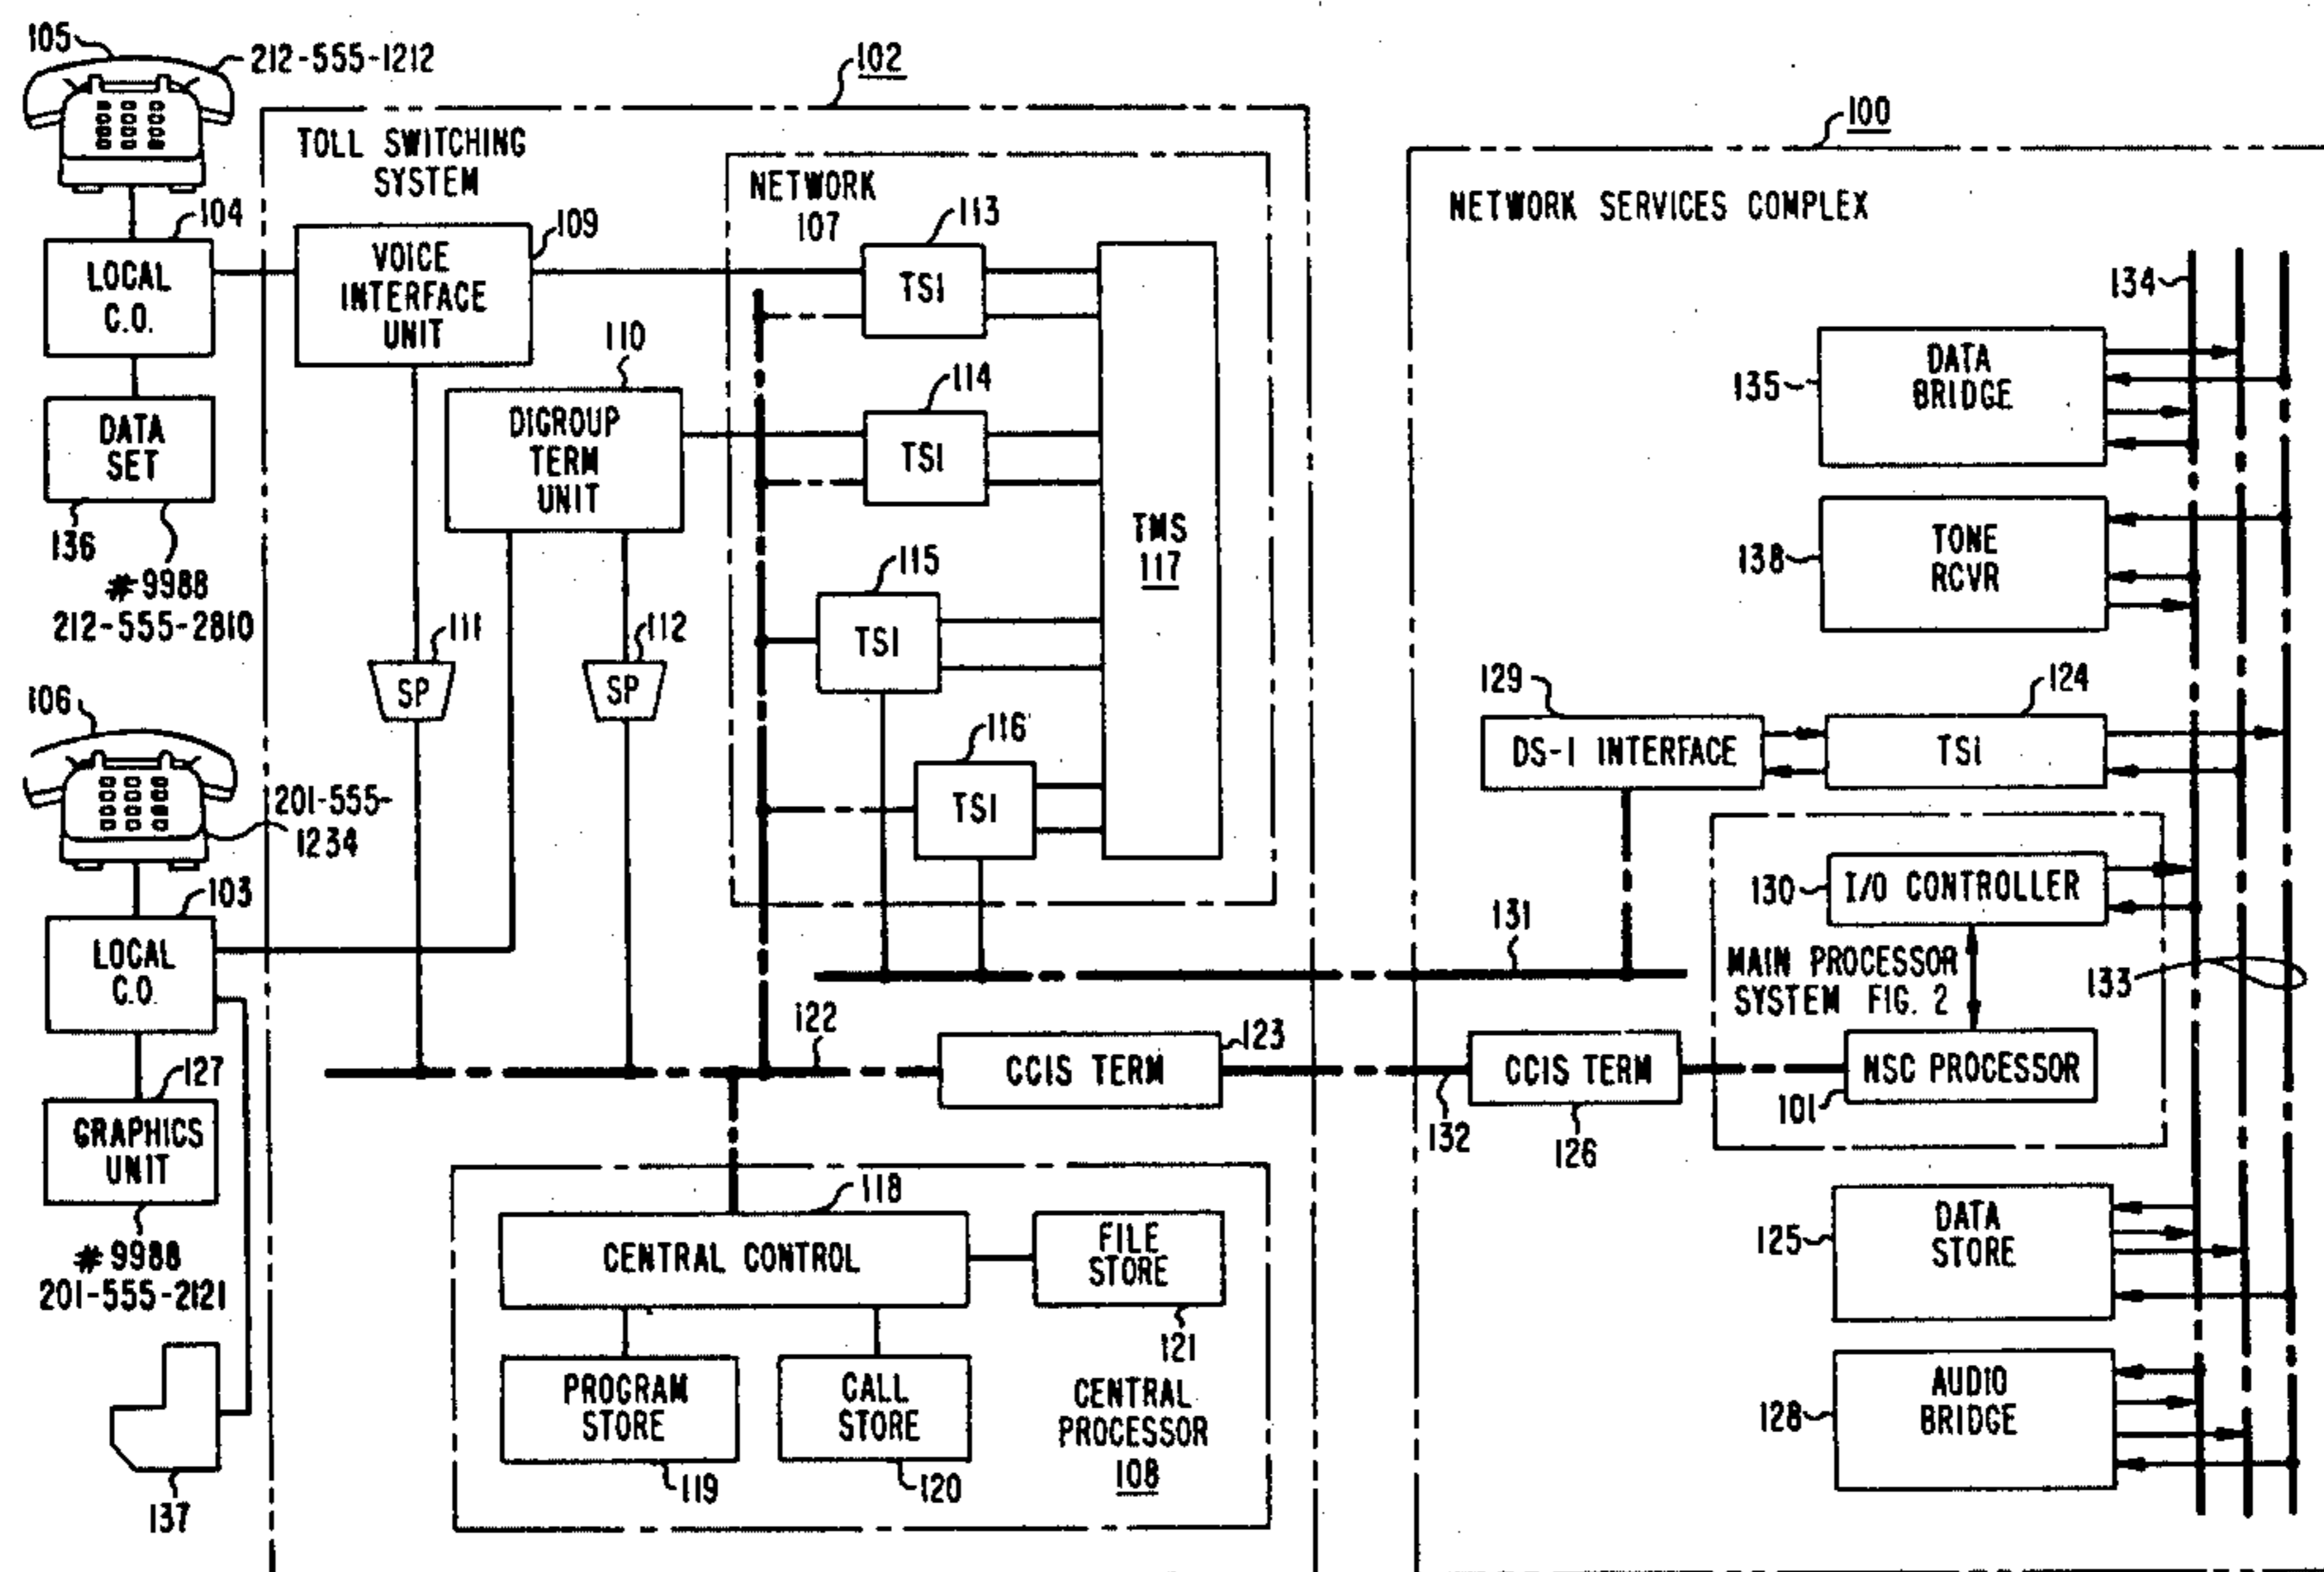 105
212-555-1212
102
100
TOLL SWITCHING
SYSTEM
NETWORK
107
NETWORK SERVICES COMPLEX
104
109
113
LOCAL
C.O.
VOICE
INTERFACE
UNIT
TSI
134
110
114
DATA
BRIDGE
135
DATA
SET
DIGROUP
TERM
UNIT
TSI
136
#9988
212-555-2810
TMS
117
TONE
RCVR
138
115
111
112
TSI
SP
SP
106
129
124
116
DS-1 INTERFACE
TSI
201-555-
1234
TSI
103
130
I/O CONTROLLER
131
LOCAL
C.O.
MAIN PROCESSOR
SYSTEM FIG. 2
133
122
123
127
CCIS TERM
CCIS TERM
NSC PROCESSOR
101
132
126
GRAPHICS
UNIT
118
#9988
201-555-2121
CENTRAL CONTROL
FILE
STORE
125
DATA
STORE
121
PROGRAM
STORE
CALL
STORE
CENTRAL
PROCESSOR
108
128
AUDIO
BRIDGE
119
120
137